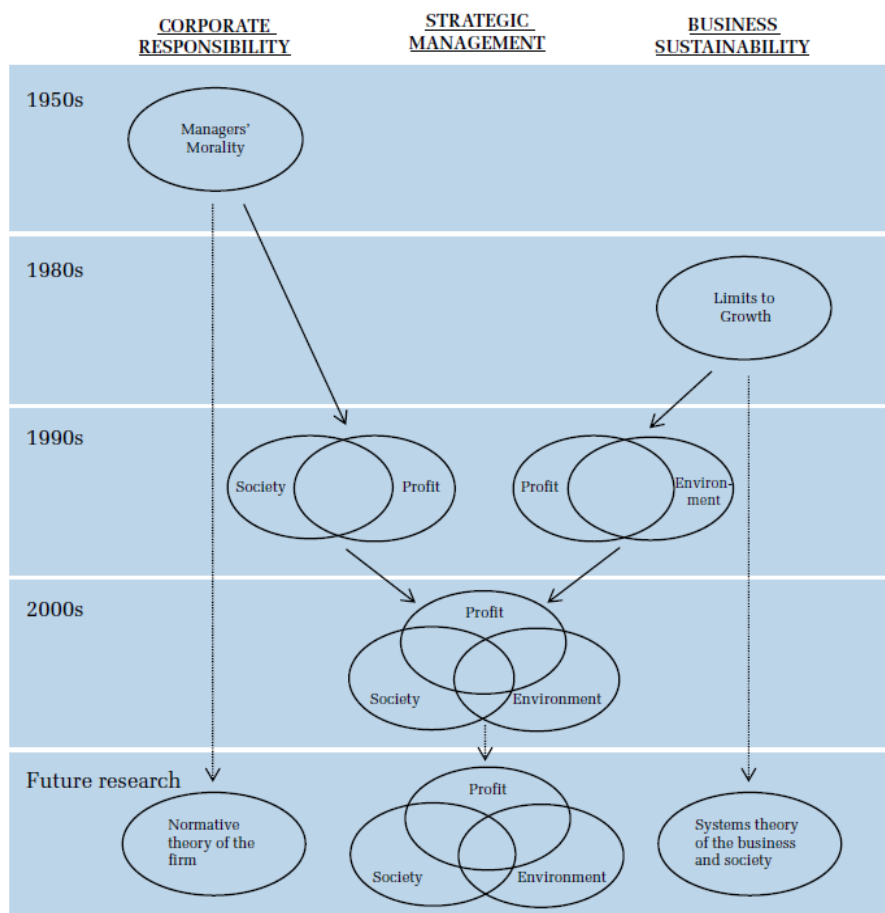 CORPORATE
RESPONSIBILITY
STRATEGIC
MANAGEMENT
BUSINESS
SUSTAINABILITY
1950s
Managers’
Morality
1980s
Limits to
Growth
1990s
Society
Profit
Profit
Environ-
ment
2000s
Profit
Society
Environment
Future research
Normative
theory of the
firm
Profit
Society
Environment
Systems theory
of the business
and society